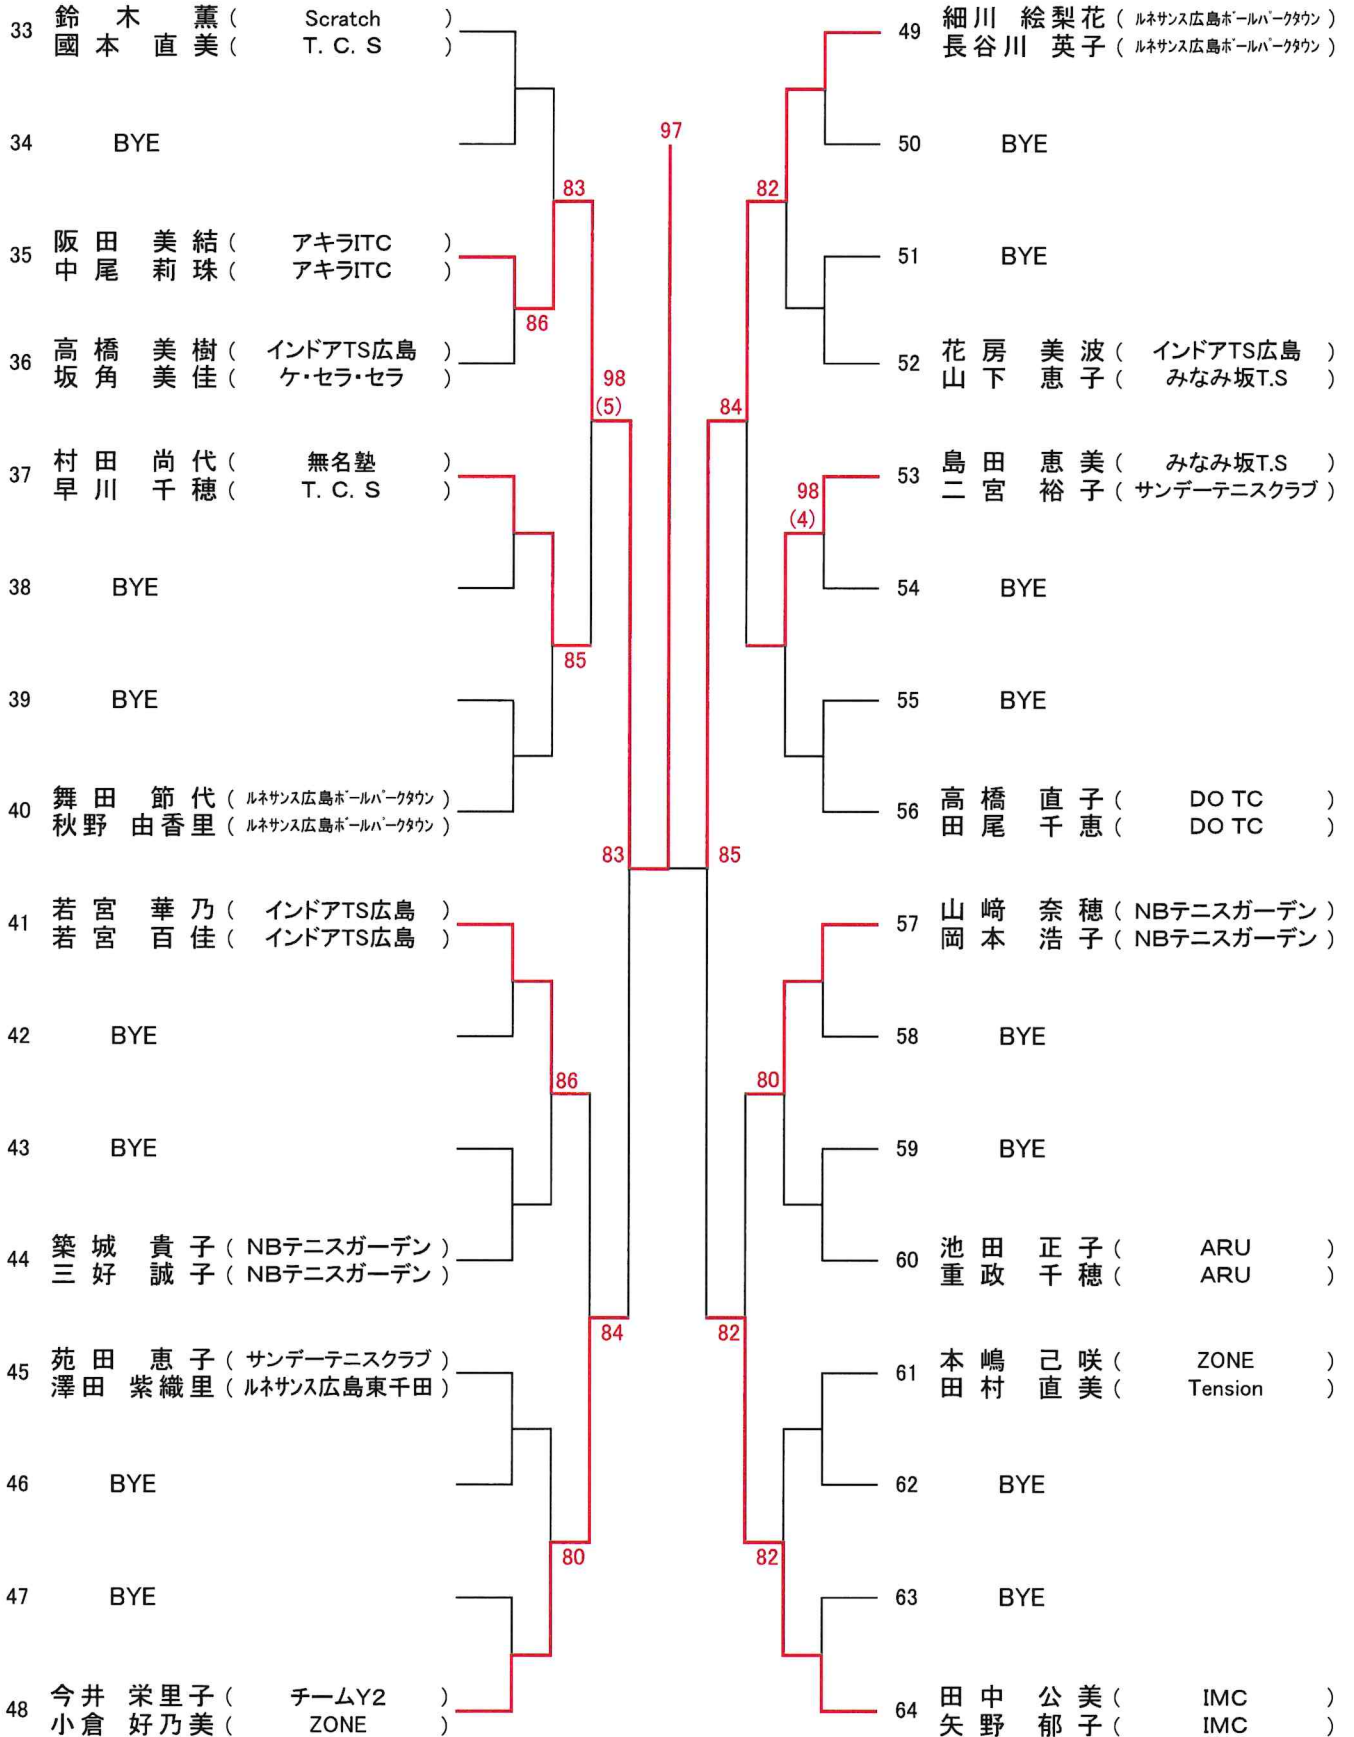 33 鈴木 薫 ( Scratch )
國本 直美 ( T. C. S )
34 BYE
83
35 阪田 美結 ( アキラITC )
中尾 莉珠 ( アキラITC )
86
36 高橋 美樹 ( インドアTS広島 )
坂角 美佳 ( ケ・セラ・セラ )
98
(5)
37 村田 尚代 ( 無名塾 )
早川 千穂 ( T. C. S )
38 BYE
85
39 BYE
40 舞田 節代 ( ルネサンス広島ボールパークタウン )
秋野 由香里 ( ルネサンス広島ボールパークタウン )
83
41 若宮 華乃 ( インドアTS広島 )
若宮 百佳 ( インドアTS広島 )
42 BYE
86
43 BYE
44 築城 貴子 ( NBテニスガーデン )
三好 誠子 ( NBテニスガーデン )
84
45 苑田 恵子 ( サンデーテニスクラブ )
澤田 紫織里 ( ルネサンス広島東千田 )
46 BYE
80
47 BYE
48 今井 栄里子 ( チームY2 )
小倉 好乃美 ( ZONE )
97
49 細川 絵梨花 ( ルネサンス広島ボールパークタウン )
長谷川 英子 ( ルネサンス広島ボールパークタウン )
50 BYE
82
51 BYE
52 花房 美波 ( インドアTS広島 )
山下 恵子 ( みなみ坂T.S )
84
53 島田 恵美 ( みなみ坂T.S )
二宮 裕子 ( サンデーテニスクラブ )
98
(4)
54 BYE
55 BYE
56 高橋 直子 ( DO TC )
田尾 千恵 ( DO TC )
85
57 山﨑 奈穂 ( NBテニスガーデン )
岡本 浩子 ( NBテニスガーデン )
58 BYE
80
59 BYE
60 池田 正子 ( ARU )
重政 千穂 ( ARU )
82
61 本嶋 己咲 ( ZONE )
田村 直美 ( Tension )
62 BYE
82
63 BYE
64 田中 公美 ( IMC )
矢野 郁子 ( IMC )